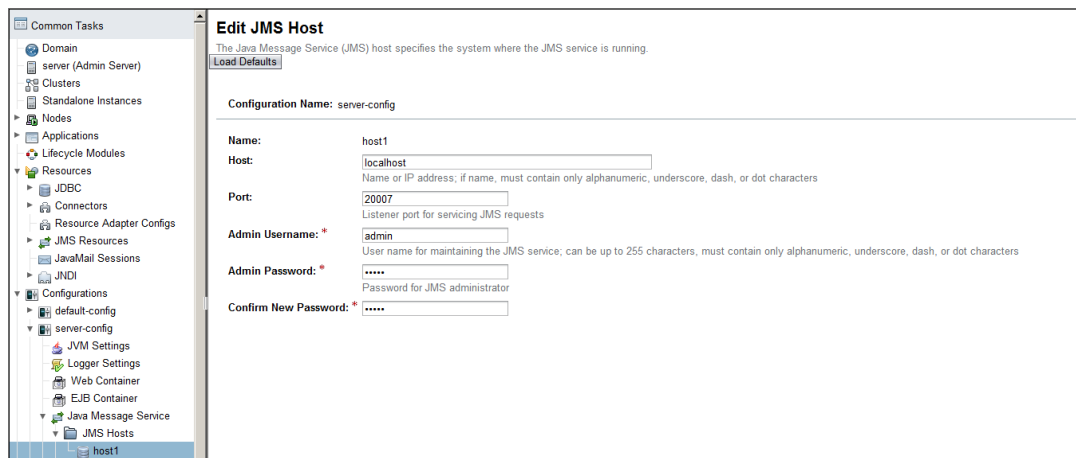 Common Tasks
Domain
server (Admin Server)
Clusters
Standalone Instances
Nodes
Applications
Lifecycle Modules
Resources
JDBC
Connectors
Resource Adapter Configs
JMS Resources
JavaMail Sessions
JNDI
Configurations
default-config
server-config
JVM Settings
Logger Settings
Web Container
EJB Container
Java Message Service
JMS Hosts
host1
Edit JMS Host
The Java Message Service (JMS) host specifies the system where the JMS service is running.
Load Defaults
Configuration Name: server-config
Name: host1
Host: localhost
Name or IP address; if name, must contain only alphanumeric, underscore, dash, or dot characters
Port: 20007
Listener port for servicing JMS requests
Admin Username: * admin
User name for maintaining the JMS service; can be up to 255 characters, must contain only alphanumeric, underscore, dash, or dot characters
Admin Password: * •••••
Password for JMS administrator
Confirm New Password: * •••••